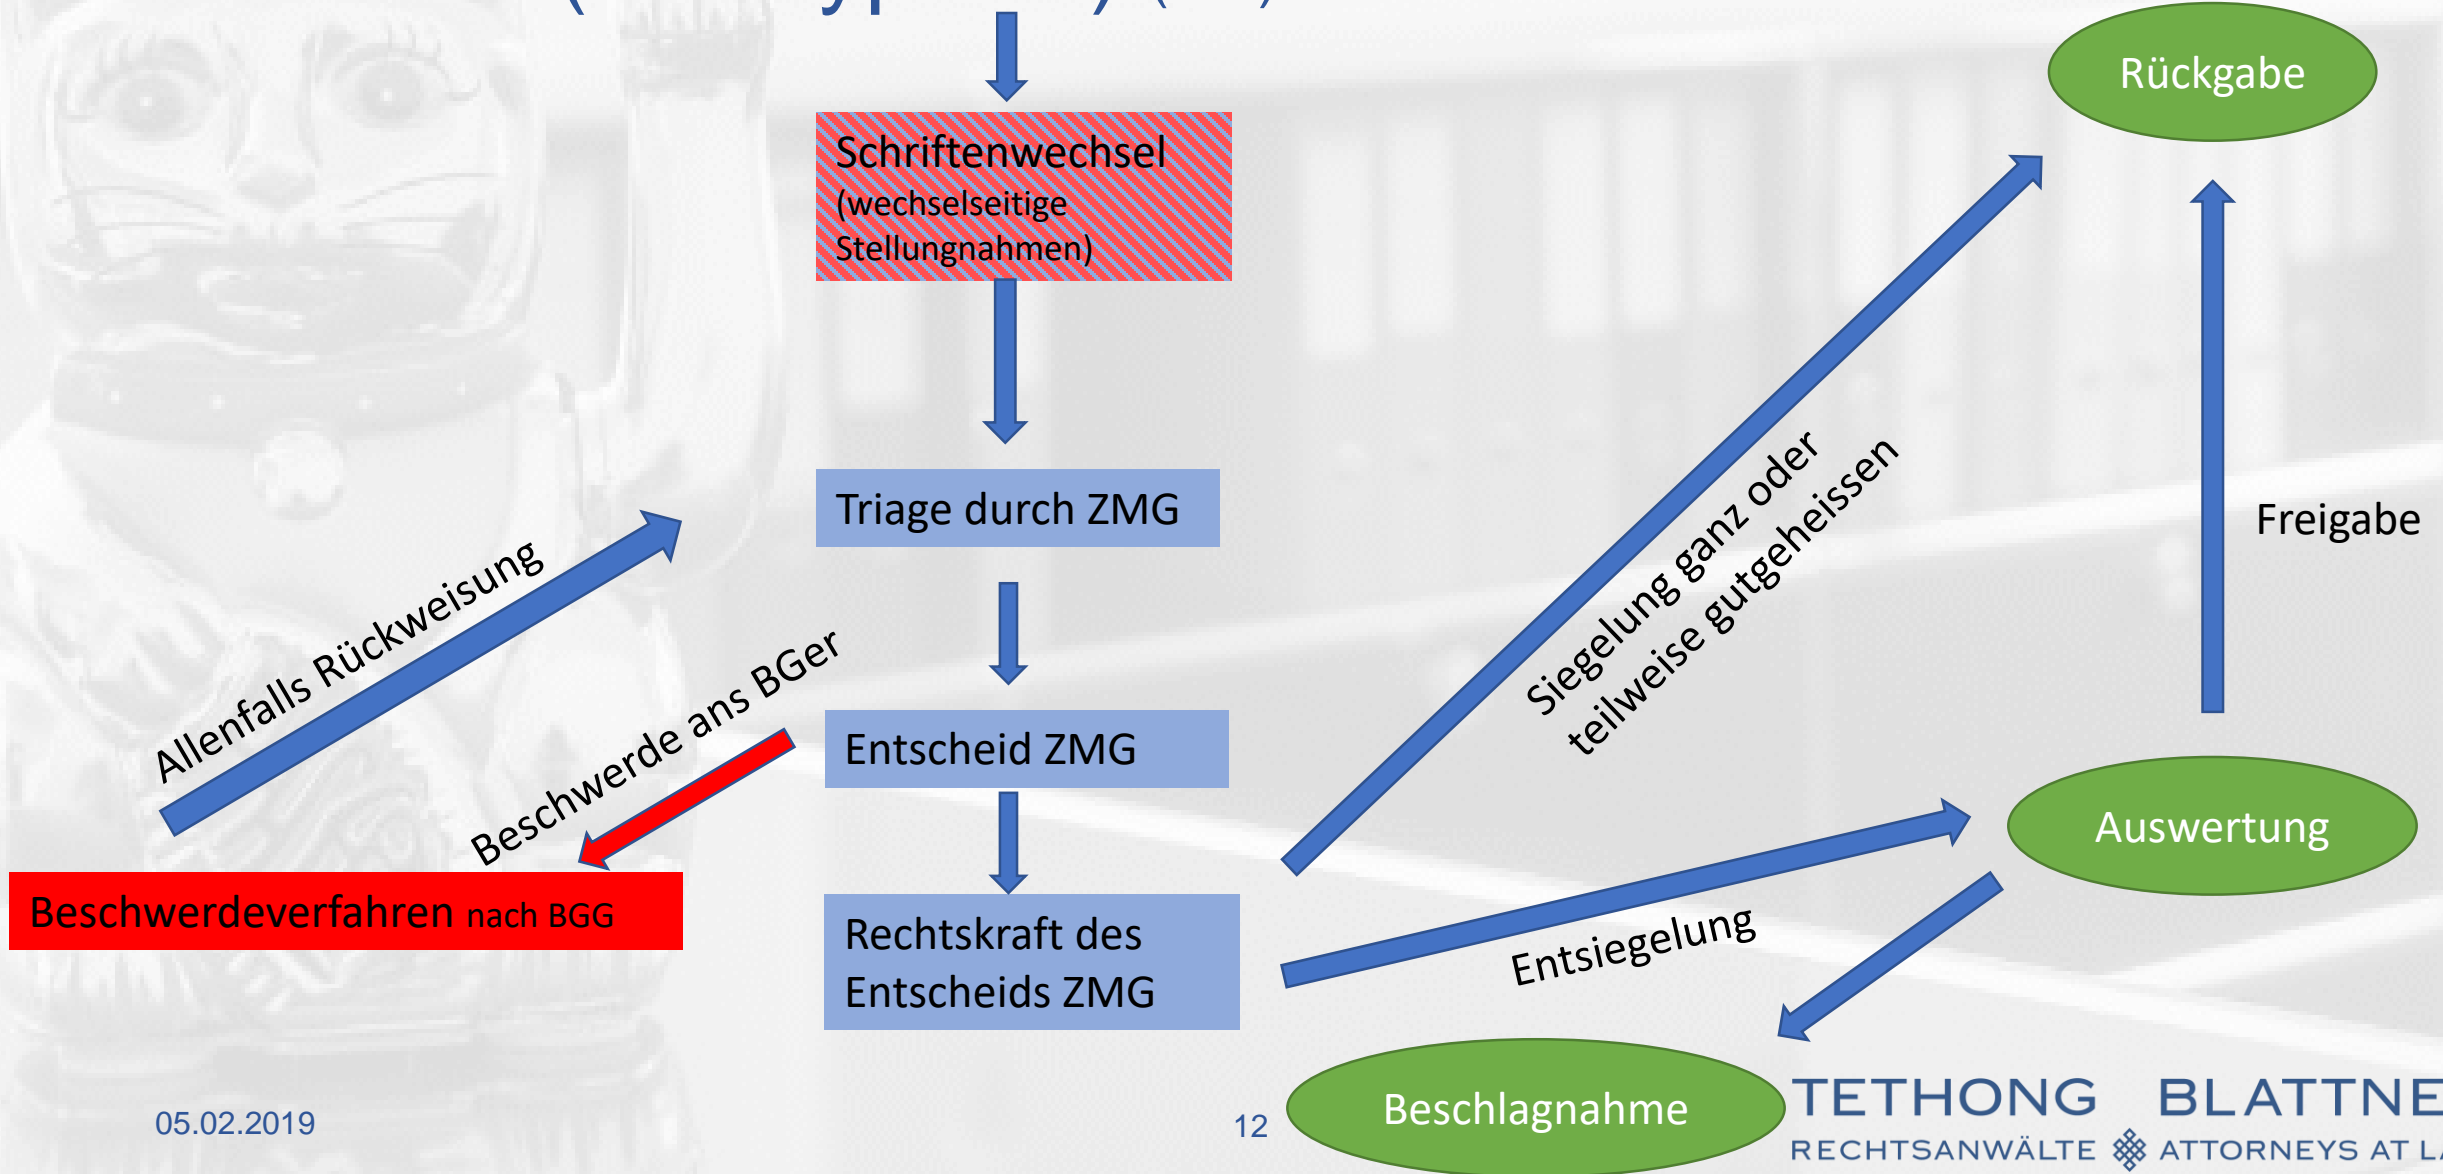 Rückgabe
Schriftenwechsel
(wechselseitige
Stellungnahmen)
Triage durch ZMG
Siegelung ganz oder
teilweise gutgeheissen
Freigabe
Allenfalls Rückweisung
Beschwerde ans BGer
Entscheid ZMG
Auswertung
Beschwerdeverfahren nach BGG
Rechtskraft des
Entscheids ZMG
Entsiegelung
Beschlagnahme
05.02.2019
12
TETHONG BLATTNE
RECHTSANWÄLTE ATTORNEYS AT LA